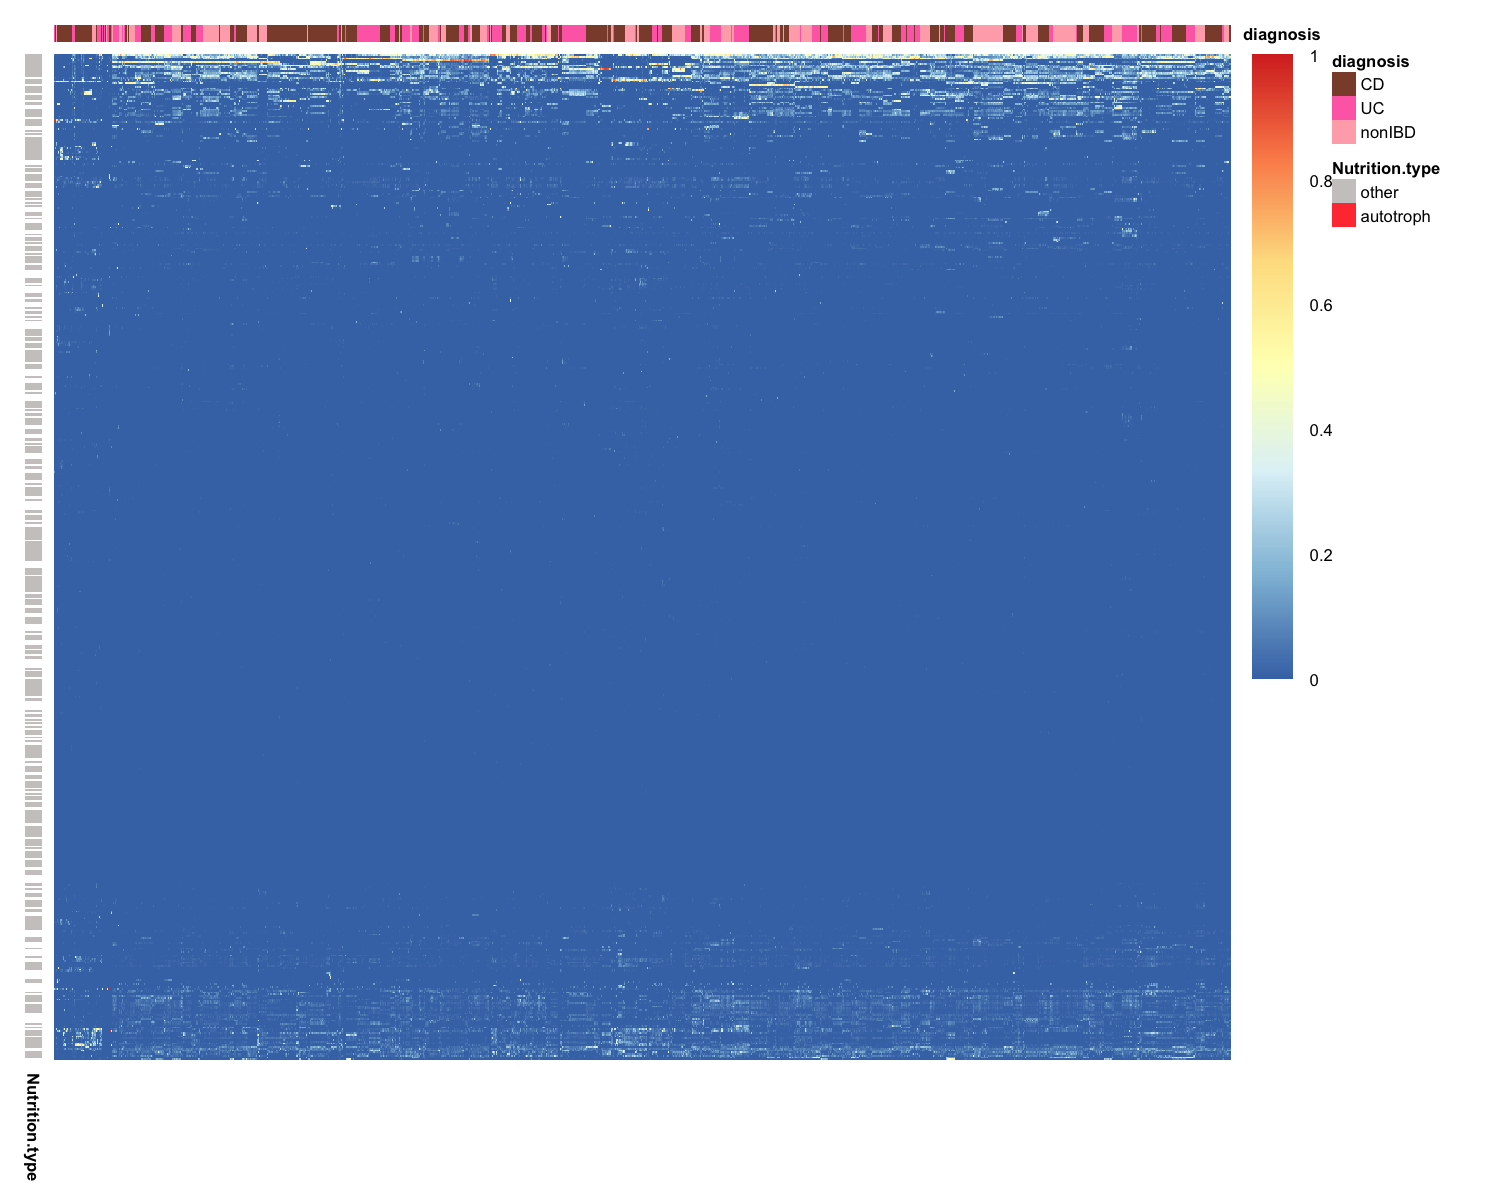 diagnosis
1
0.8
0.6
0.4
0.2
0
diagnosis
CD
UC
nonIBD
Nutrition.type
other
autotroph
Nutrition.type